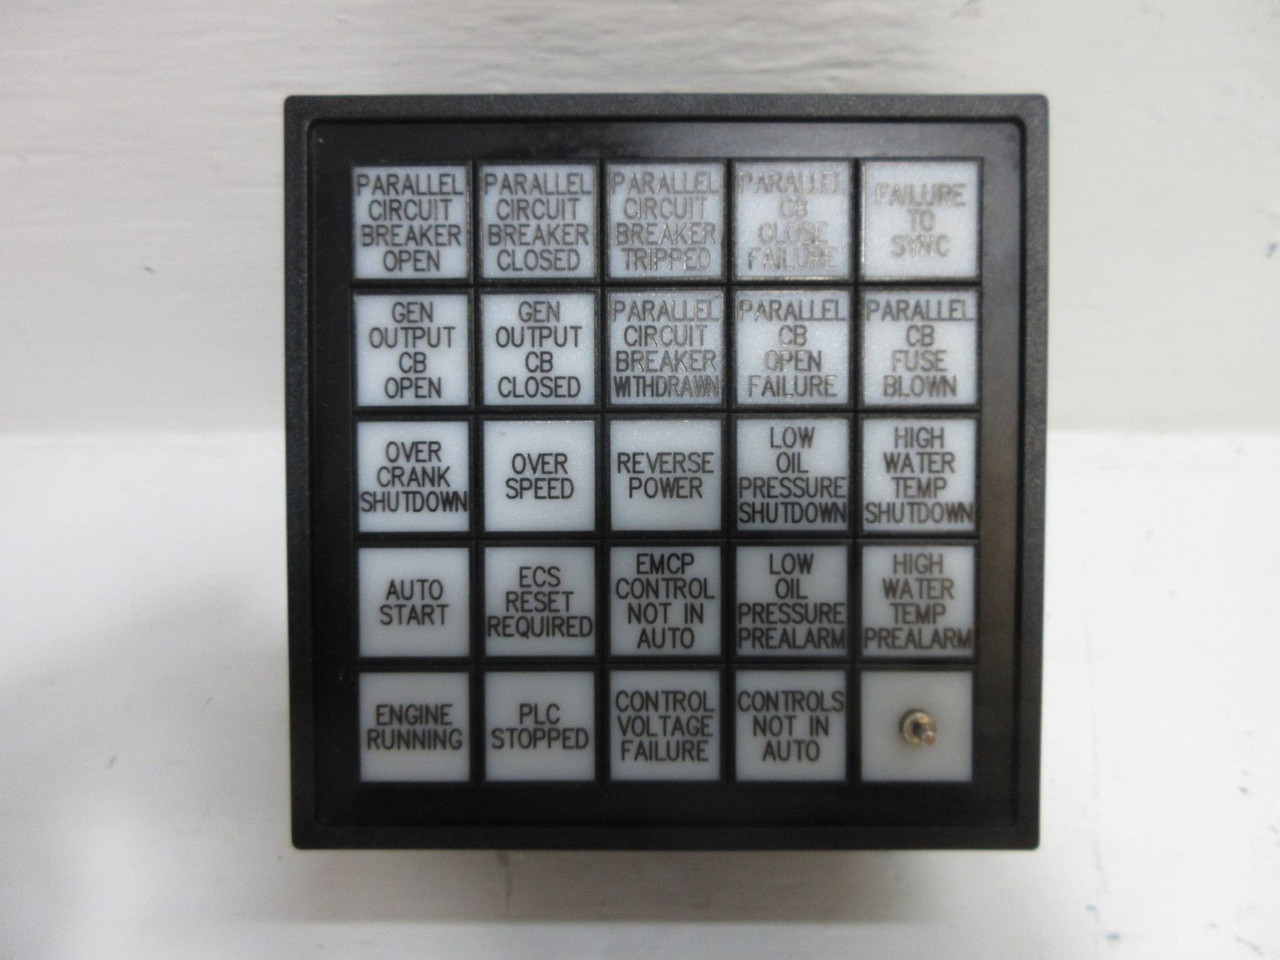 PARALLEL
CIRCUIT
BREAKER
OPEN
PARALLEL
CIRCUIT
BREAKER
CLOSED
PARALLEL
CIRCUIT
BREAKER
TRIPPED
PARALLEL
CB
CLOSE
FAILURE
FAILURE
TO
SYNC
GEN
OUTPUT
CB
OPEN
GEN
OUTPUT
CB
CLOSED
PARALLEL
CIRCUIT
BREAKER
WITHDRAWN
PARALLEL
CB
OPEN
FAILURE
PARALLEL
CB
FUSE
BLOWN
OVER
CRANK
SHUTDOWN
OVER
SPEED
REVERSE
POWER
LOW
OIL
PRESSURE
SHUTDOWN
HIGH
WATER
TEMP
SHUTDOWN
AUTO
START
ECS
RESET
REQUIRED
EMCP
CONTROL
NOT IN
AUTO
LOW
OIL
PRESSURE
PREALARM
HIGH
WATER
TEMP
PREALARM
ENGINE
RUNNING
PLC
STOPPED
CONTROL
VOLTAGE
FAILURE
CONTROLS
NOT IN
AUTO